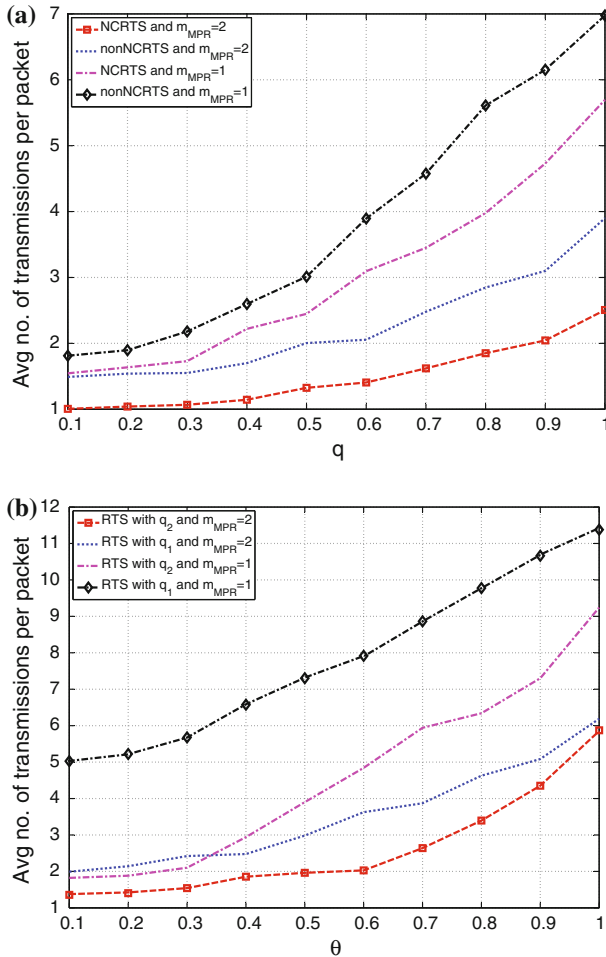 (a)
NCRTS and m_MPR=2
nonNCRTS and m_MPR=2
NCRTS and m_MPR=1
nonNCRTS and m_MPR=1
Avg no. of transmissions per packet
7
6
5
4
3
2
1
0.1 0.2 0.3 0.4 0.5 0.6 0.7 0.8 0.9 1
q
(b)
RTS with q_2 and m_MPR=2
RTS with q_1 and m_MPR=2
RTS with q_2 and m_MPR=1
RTS with q_1 and m_MPR=1
Avg no. of transmissions per packet
12
11
10
9
8
7
6
5
4
3
2
1
0.1 0.2 0.3 0.4 0.5 0.6 0.7 0.8 0.9 1
θ